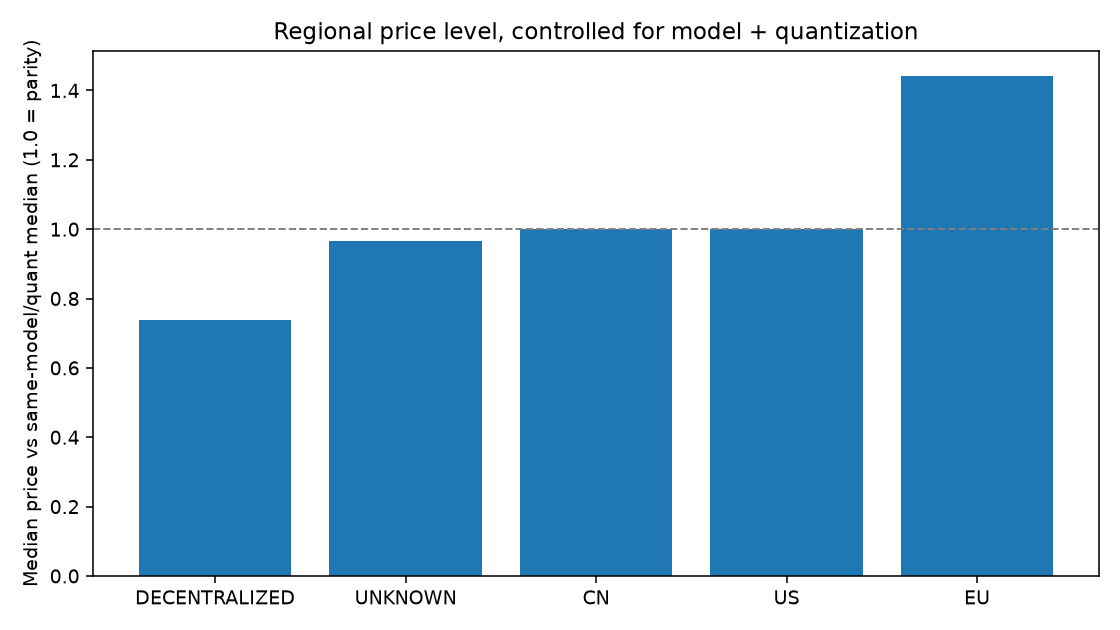 Regional price level, controlled for model + quantization
Median price vs same-model/quant median (1.0 = parity)
1.4
1.2
1.0
0.8
0.6
0.4
0.2
0.0
DECENTRALIZED UNKNOWN CN US EU